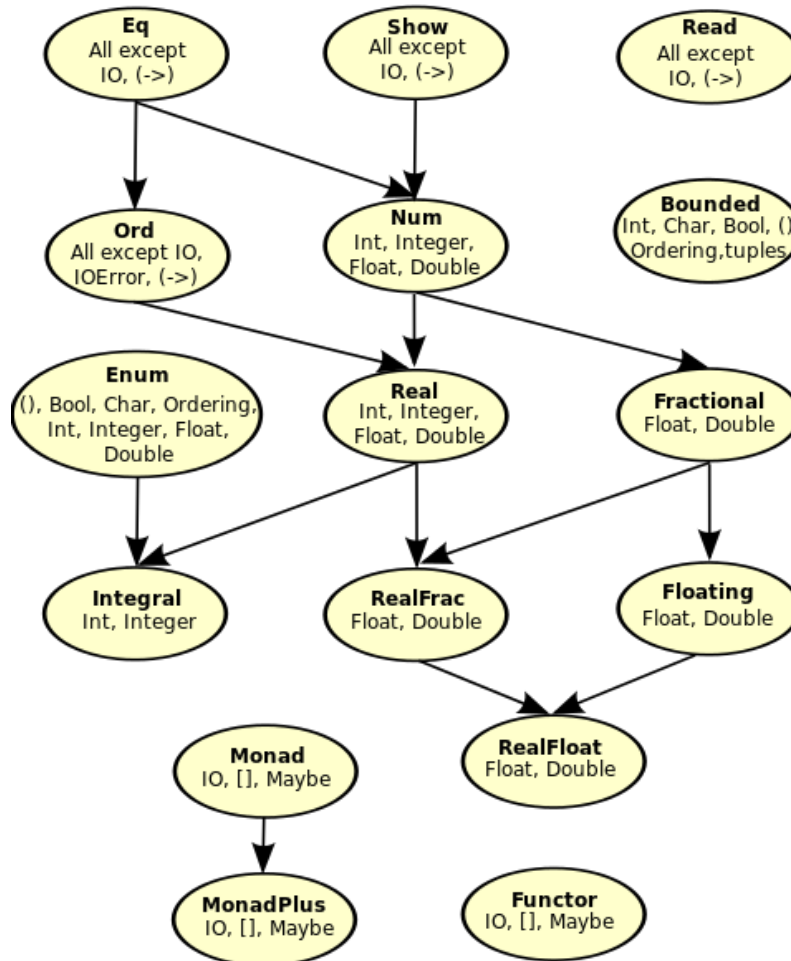 Eq
All except
IO, (->)
Show
All except
IO, (->)
Read
All except
IO, (->)
Ord
All except IO,
IOError, (->)
Num
Int, Integer,
Float, Double
Bounded
Int, Char, Bool, ()
Ordering,tuples
Enum
(), Bool, Char, Ordering,
Int, Integer, Float,
Double
Real
Int, Integer,
Float, Double
Fractional
Float, Double
Integral
Int, Integer
RealFrac
Float, Double
Floating
Float, Double
Monad
IO, [], Maybe
RealFloat
Float, Double
MonadPlus
IO, [], Maybe
Functor
IO, [], Maybe